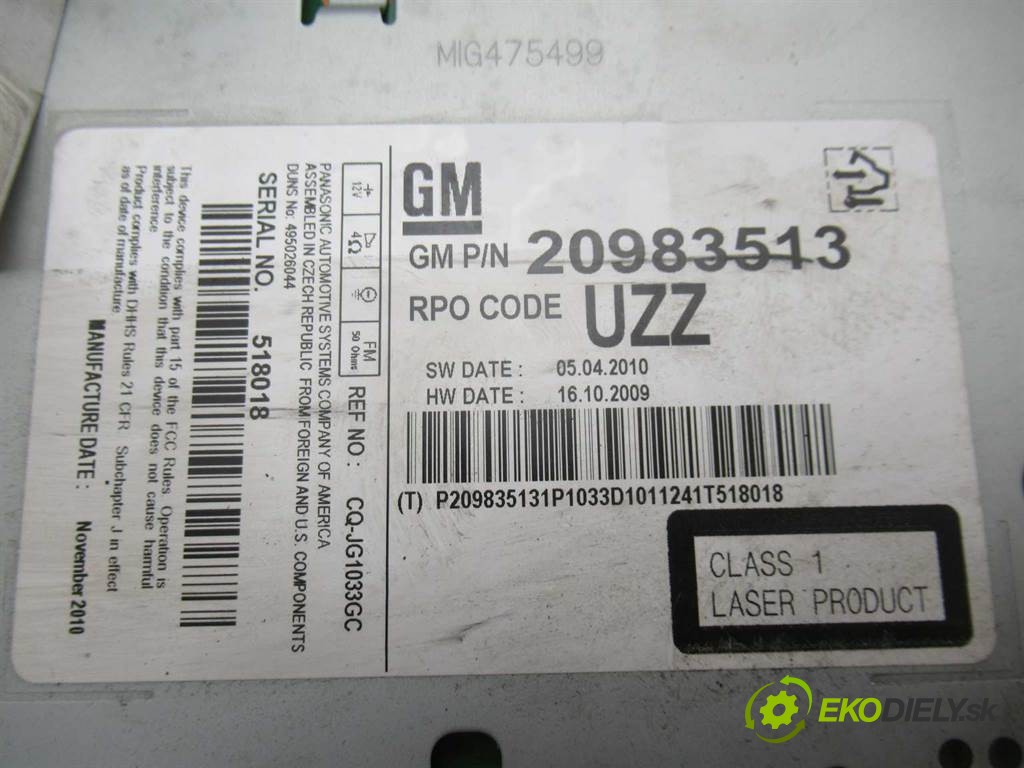 MIG475499
GM
GM P/N 20983513
RPO CODE UZZ
SW DATE : 05.04.2010
HW DATE : 16.10.2009
(T) P209835131P1033D1011241T518018
CLASS 1
LASER PRODUCT
12V
4Ω
FM
50 Ohms
REF NO : CQ-JG1033GC
PANASONIC AUTOMOTIVE SYSTEMS COMPANY OF AMERICA
ASSEMBLED IN CZECH REPUBLIC FROM FOREIGN AND U.S. COMPONENTS
DUNS No: 495026044
SERIAL NO. 518018
This device complies with part 15 of the FCC Rules. Operation is
subject to the condition that this device does not cause harmful
interference
Product complies with DHHS Rules 21 CFR Subchapter J in effect
as of date of manufacture.
MANUFACTURE DATE : November 2010
EKODIELY.sk